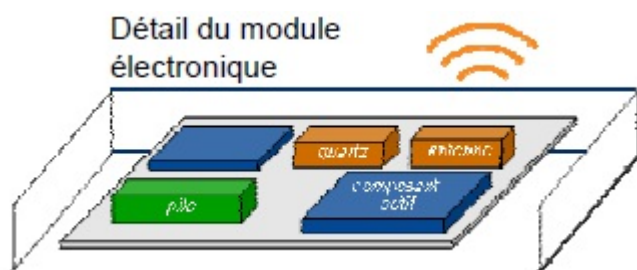 Détail du module
électronique
quartz
antenne
pile
composant
actif